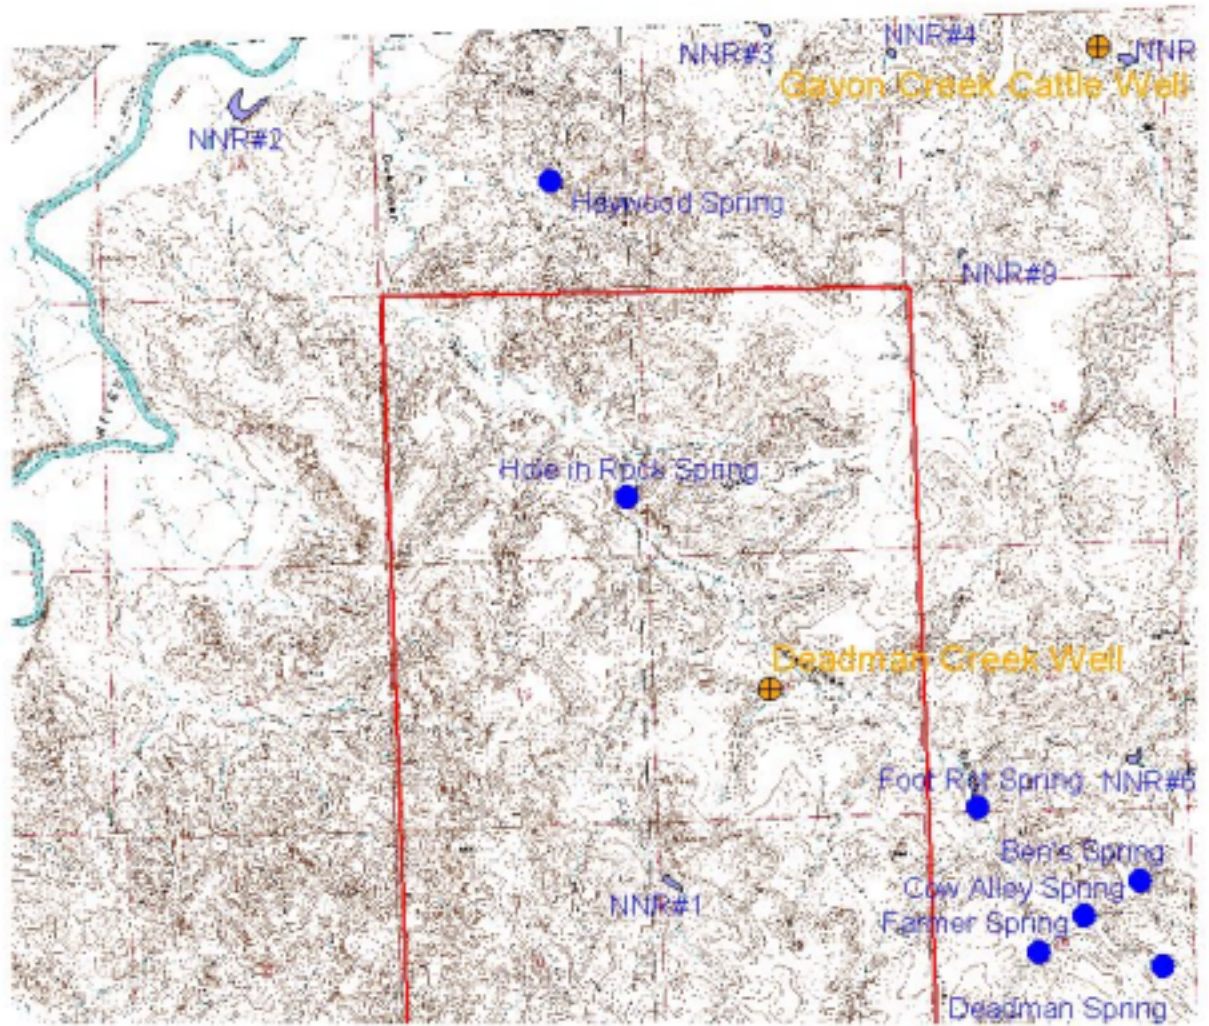 NNR#3
NNR#4
NNR
Gayon Creek Cattle Well
NNR#2
Haywood Spring
NNR#9
Hole in Rock Spring
Deadman Creek Well
Foot Rot Spring
NNR#6
Ben's Spring
Cow Alley Spring
NNR#1
Farmer Spring
Deadman Spring